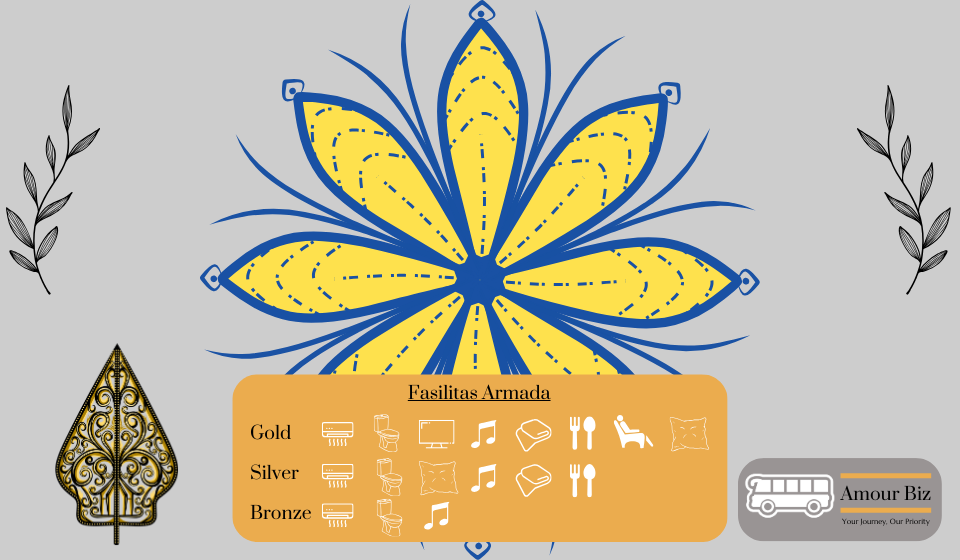 Fasilitas Armada
Gold
Silver
Bronze
Amour Biz
Your Journey, Our Priority